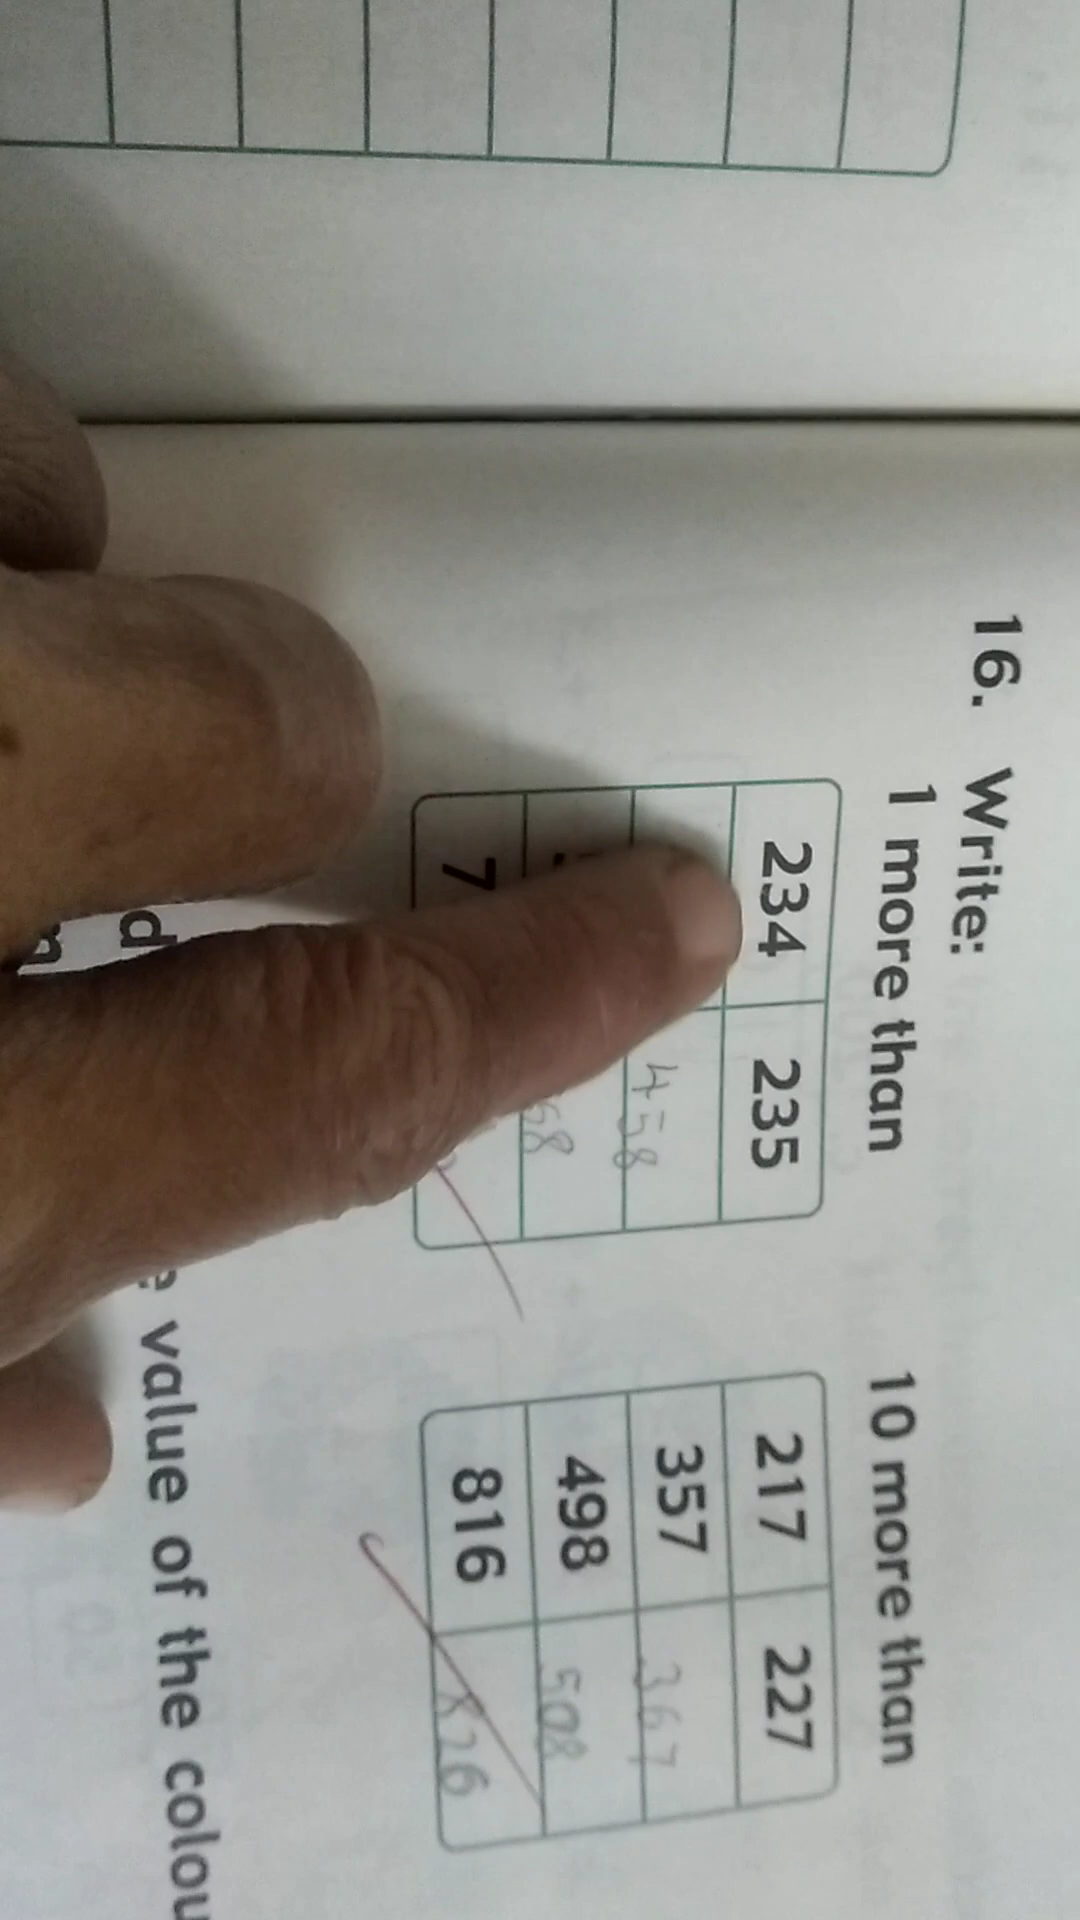 16. Write:
1 more than
234 235
458
58
7
10 more than
217 227
357 367
498 508
816 826
value of the colou